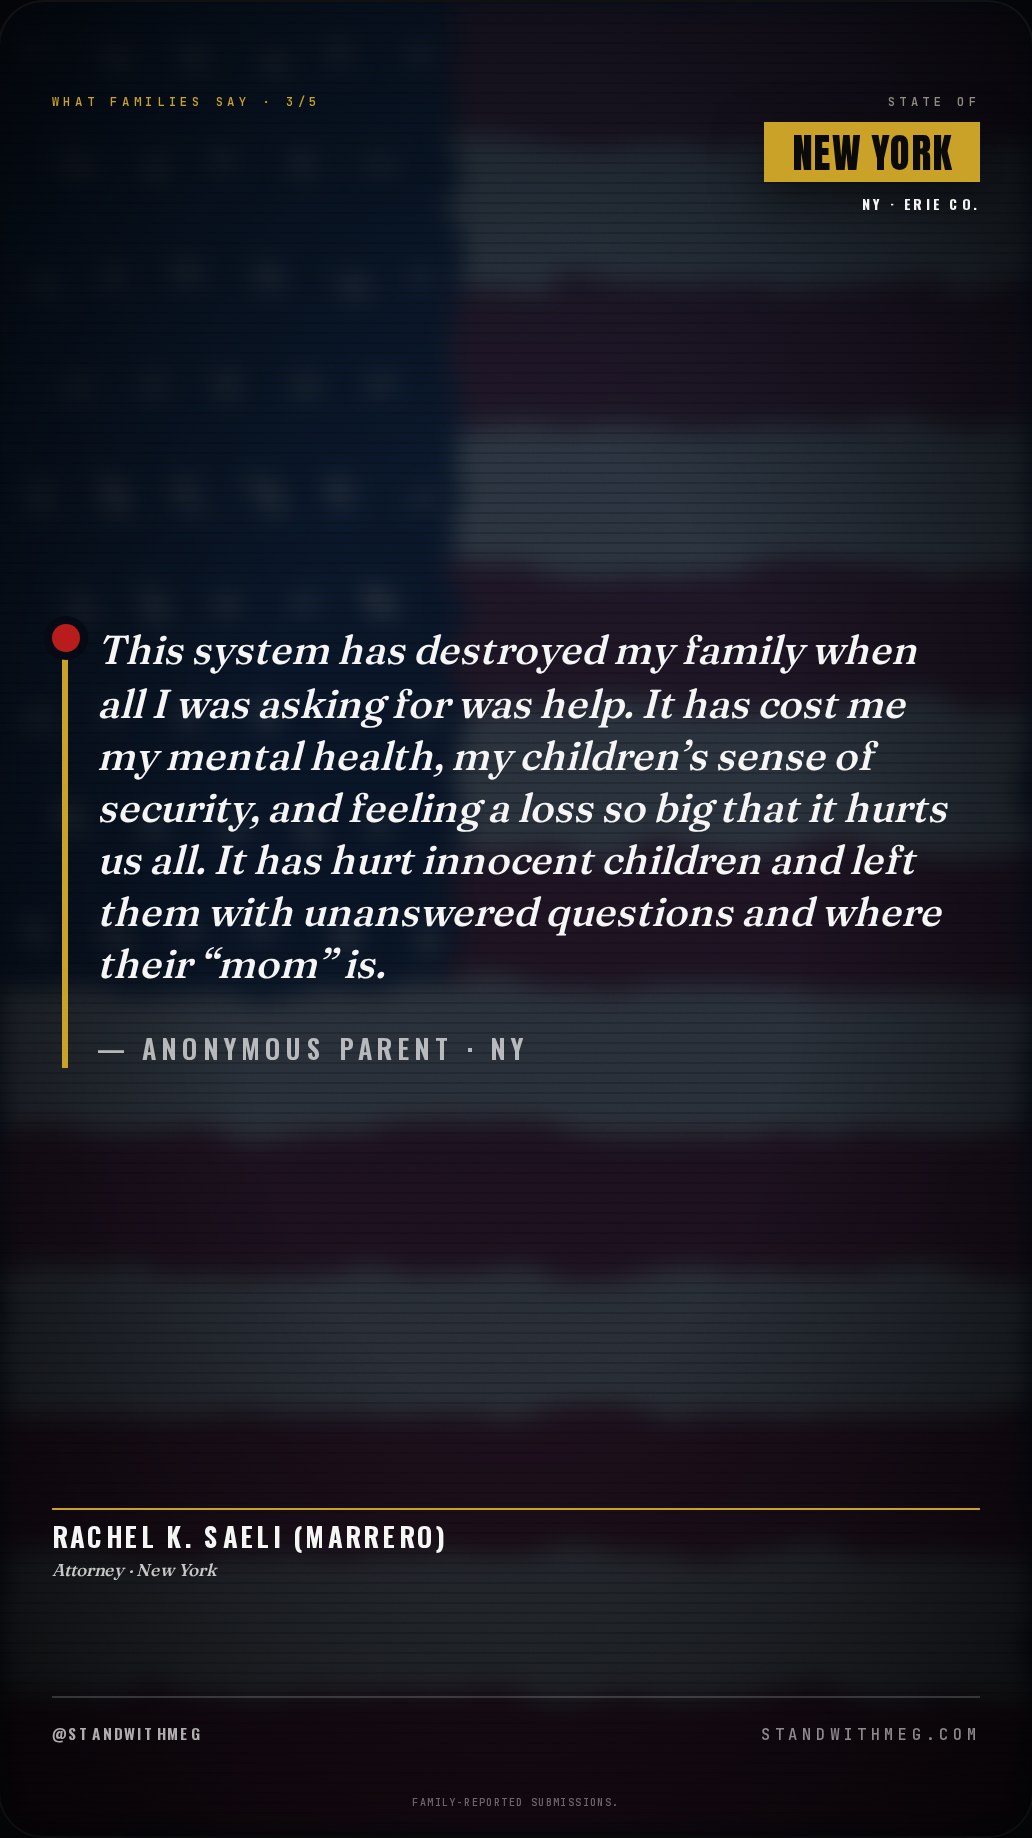 WHAT FAMILIES SAY · 3/5
STATE OF
NEW YORK
NY · ERIE CO.
This system has destroyed my family when
all I was asking for was help. It has cost me
my mental health, my children’s sense of
security, and feeling a loss so big that it hurts
us all. It has hurt innocent children and left
them with unanswered questions and where
their “mom” is.
— ANONYMOUS PARENT · NY
RACHEL K. SAELI (MARRERO)
Attorney · New York
@STANDWITHMEG
STANDWITHMEG.COM
FAMILY-REPORTED SUBMISSIONS.